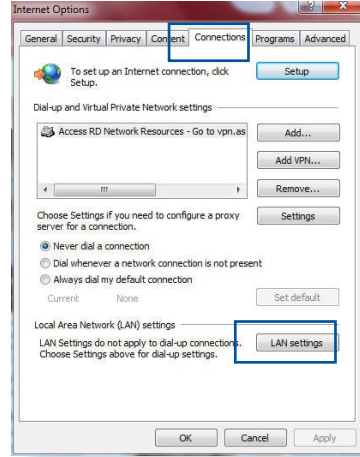 Internet Options
General Security Privacy Content Connections Programs Advanced
To set up an Internet connection, click
Setup.
Setup
Dial-up and Virtual Private Network settings
Access RD Network Resources - Go to vpn.as
Add...
Add VPN...
Remove...
Choose Settings if you need to configure a proxy
server for a connection.
Settings
Never dial a connection
Dial whenever a network connection is not present
Always dial my default connection
Current None
Set default
Local Area Network (LAN) settings
LAN Settings do not apply to dial-up connections.
Choose Settings above for dial-up settings.
LAN settings
OK Cancel Apply